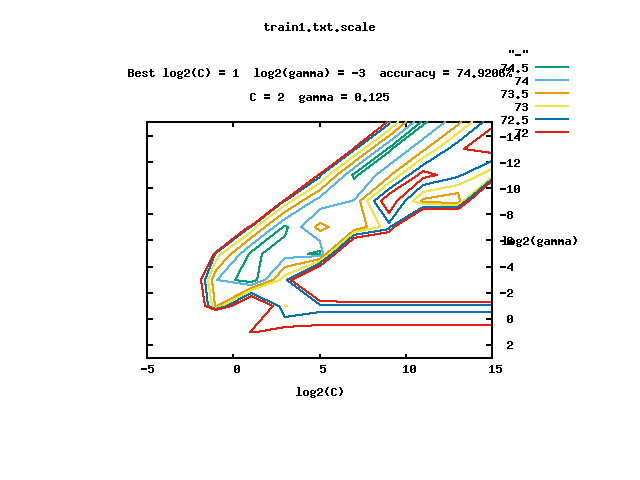 train1.txt.scale
"-"
Best log2(C) = 1 log2(gamma) = -3 accuracy = 74.9206%
74.5
74
C = 2 gamma = 0.125
73.5
73
72.5
72
-14
-12
-10
-8
log2(gamma)
-6
-4
-2
0
2
-5 0 5 10 15
log2(C)